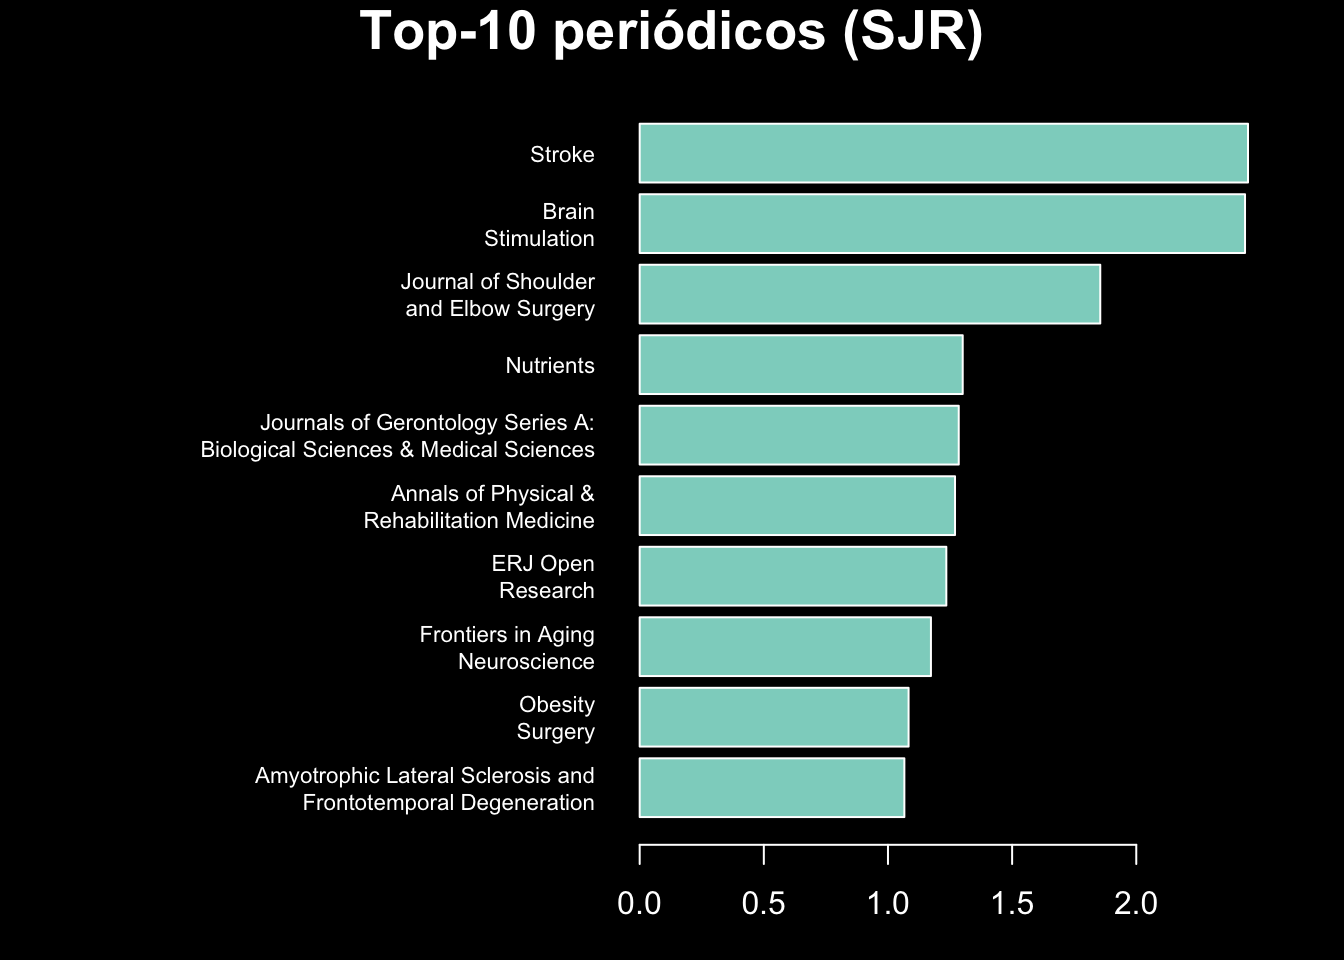 Top-10 periódicos (SJR)
Stroke
Brain
Stimulation
Journal of Shoulder
and Elbow Surgery
Nutrients
Journals of Gerontology Series A:
Biological Sciences & Medical Sciences
Annals of Physical &
Rehabilitation Medicine
ERJ Open
Research
Frontiers in Aging
Neuroscience
Obesity
Surgery
Amyotrophic Lateral Sclerosis and
Frontotemporal Degeneration
0.0 0.5 1.0 1.5 2.0